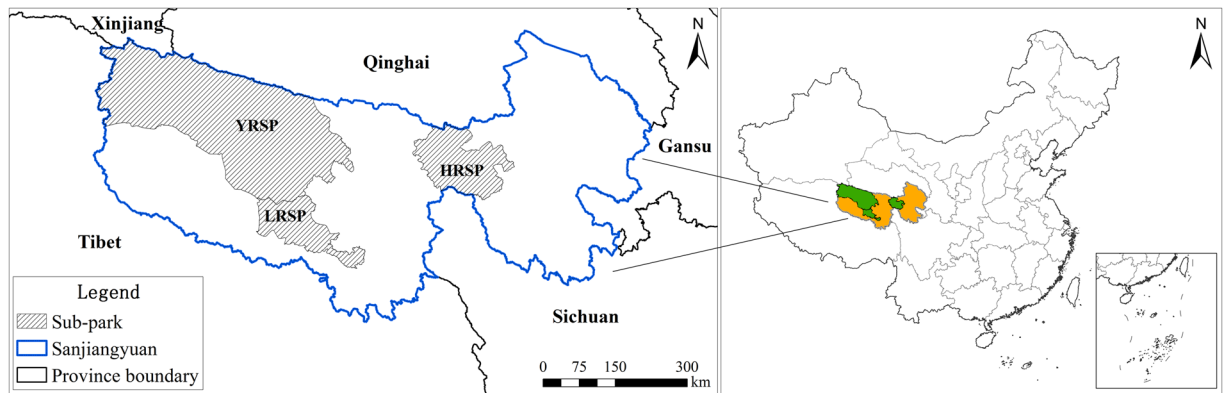 Xinjiang
N
Qinghai
YRSP
Gansu
HRSP
LRSP
Tibet
Legend
Sub-park
Sanjiangyuan
Province boundary
Sichuan
0 75 150 300
km
N